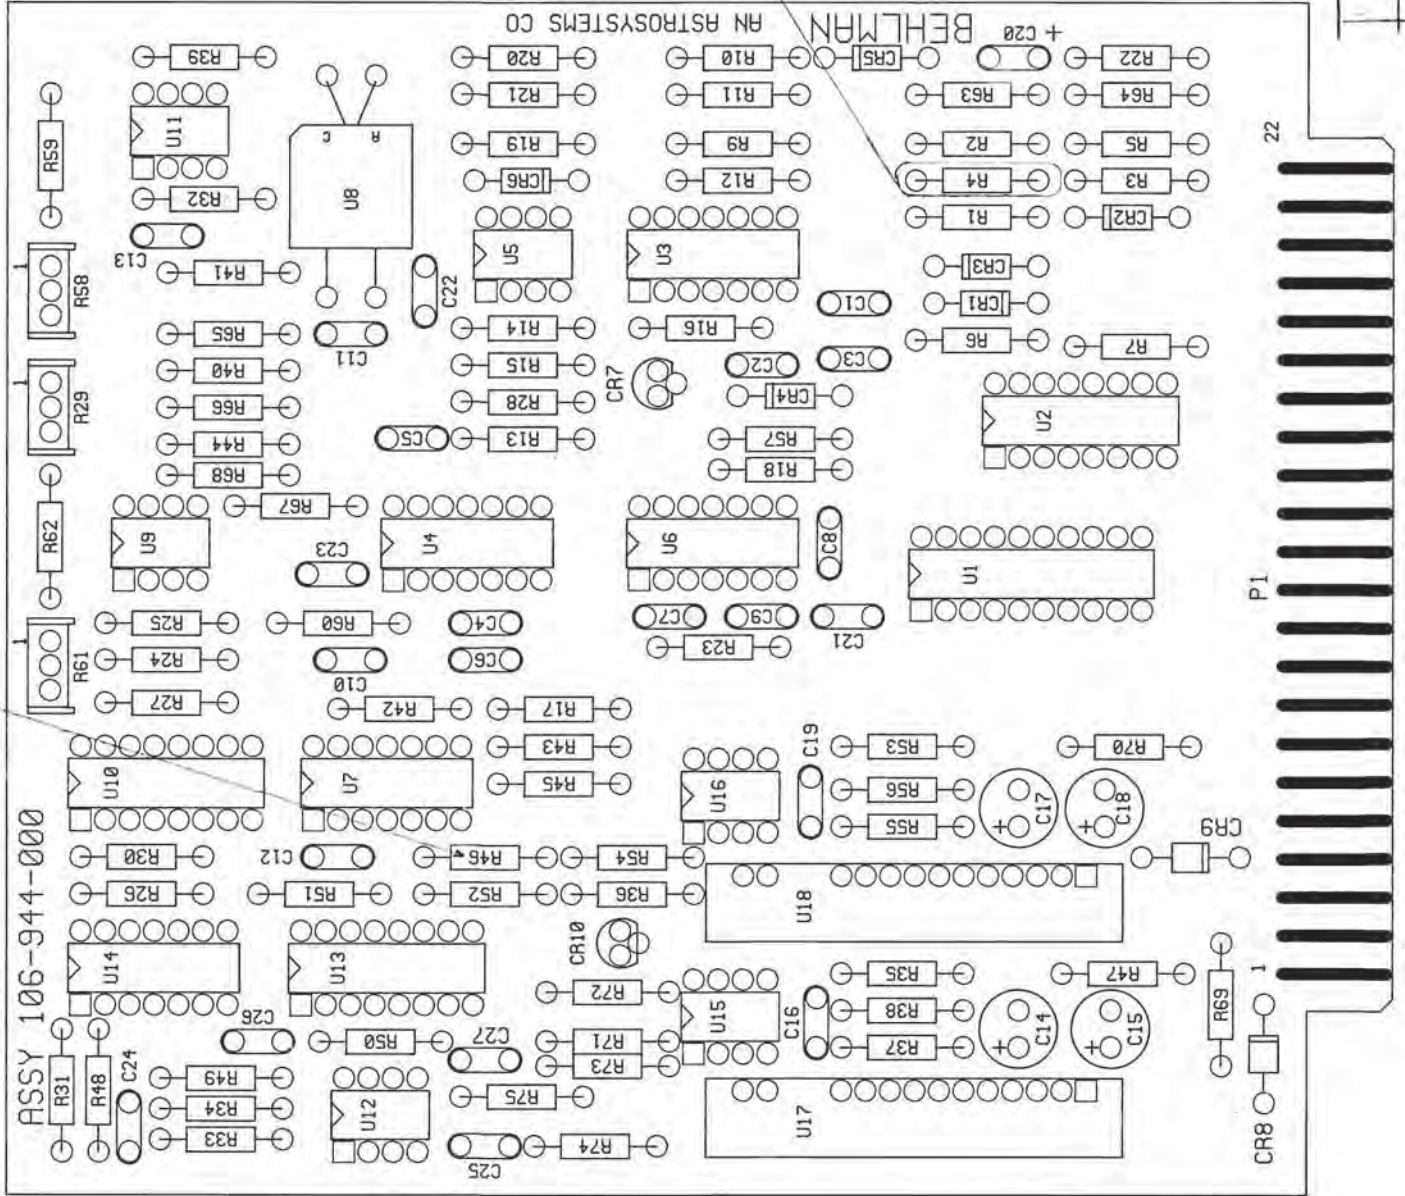 BEHLMAN AN ASTROSYSTEMS CO
+ C20
R39 R20 R10 CR5 R22
R21 R11 R63 R64
U11 C R R19 R9 R2 R5
R59 U8 CR6 R12 R4 R3
R32 R1 CR2
22
C13 U5 U3
R41 CR3
1 R58 C22 C1 CR1
R65 C11 R14 R16 R6 R7
R40 R15 C2 C3
1 R29 R66 R28 CR7 CR4
R44 C5 R13 R57 U2
R68 R18
R67
R62 U9 C23 U4 U6 C8 U1
P1
1 R61 R25 R60 C4 C7 C9 C21
R24 C10 C6 R23
R27 R42 R17
R43 C19 R53 R70
U10 U7 R45 U16 R56 + C17 + C18
R55 CR9
R30 C12 R46 R54
R26 R51 R52 R36 U18
ASSY 106-944-000
U14 U13 CR10 R35 R47 1
R72 U15 C16 R38 + C14 + C15 R69
C26 R50 C27 R71 R37
R73
R31 R48 C24 R49 R75
R34 U12 U17
R33 C25 R74 CR8